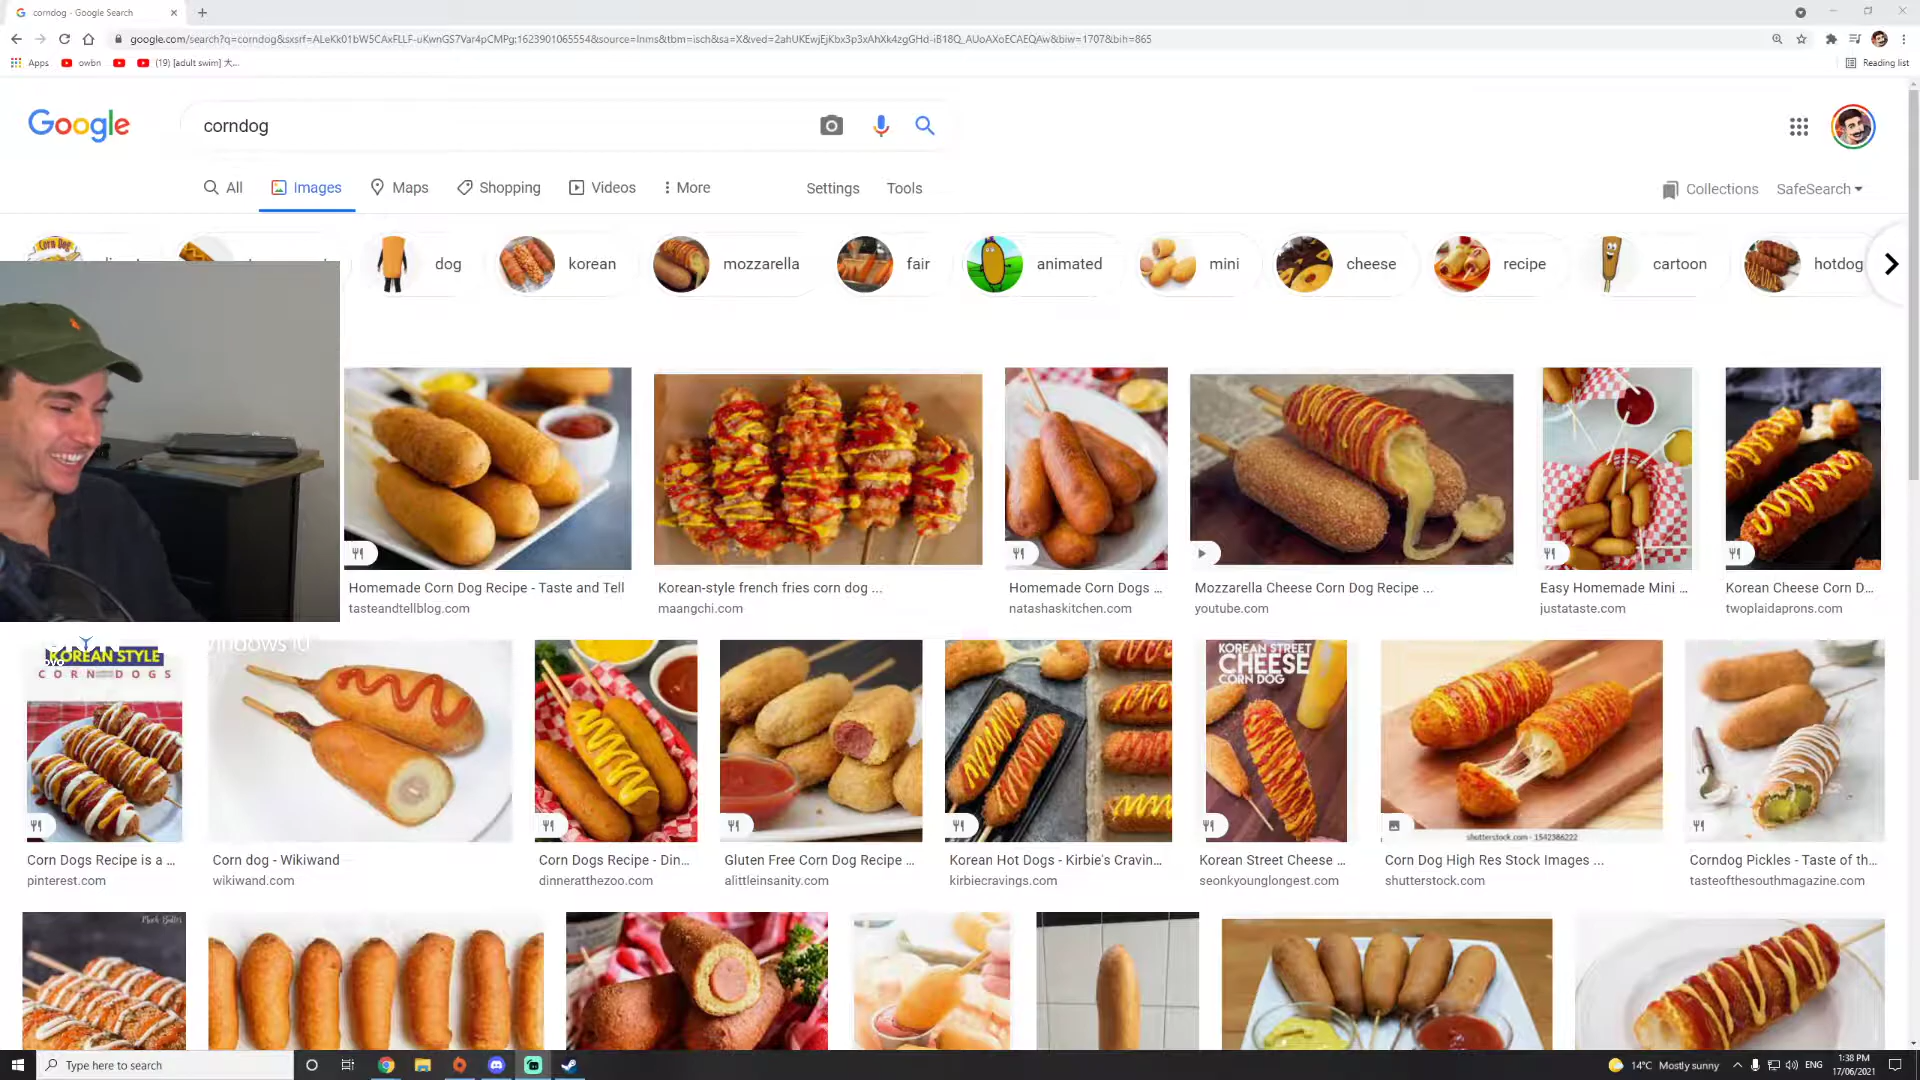 corndog - Google Search
google.com/search?q=corndog&sxsrf=ALeKk01bW5CAxFLLF-uKwnGS7Var4pCMPg:1623901065554&source=lnms&tbm=isch&sa=X&ved=2ahUKEwjEjKbx3p3xAhXk4zgGHd-iB18Q_AUoAXoECAEQAw&biw=1707&bih=865
Apps owbn (19) [adult swim] 大... Reading list
Google corndog
All Images Maps Shopping Videos More Settings Tools Collections SafeSearch
dog korean mozzarella fair animated mini cheese recipe cartoon hotdog
Homemade Corn Dog Recipe - Taste and Tell
tasteandtellblog.com
Korean-style french fries corn dog ...
maangchi.com
Homemade Corn Dogs ...
natashaskitchen.com
Mozzarella Cheese Corn Dog Recipe ...
youtube.com
Easy Homemade Mini ...
justataste.com
Korean Cheese Corn D...
twoplaidaprons.com
KOREAN STYLE
CORN DOGS
KOREAN STREET
CHEESE
CORN DOG
shutterstock.com · 1542386222
Corn Dogs Recipe is a ...
pinterest.com
Corn dog - Wikiwand
wikiwand.com
Corn Dogs Recipe - Din...
dinneratthezoo.com
Gluten Free Corn Dog Recipe ...
alittleinsanity.com
Korean Hot Dogs - Kirbie's Cravin...
kirbiecravings.com
Korean Street Cheese ...
seonkyounglongest.com
Corn Dog High Res Stock Images ...
shutterstock.com
Corndog Pickles - Taste of th...
tasteofthesouthmagazine.com
Type here to search
14°C Mostly sunny ENG 1:38 PM
17/06/2021